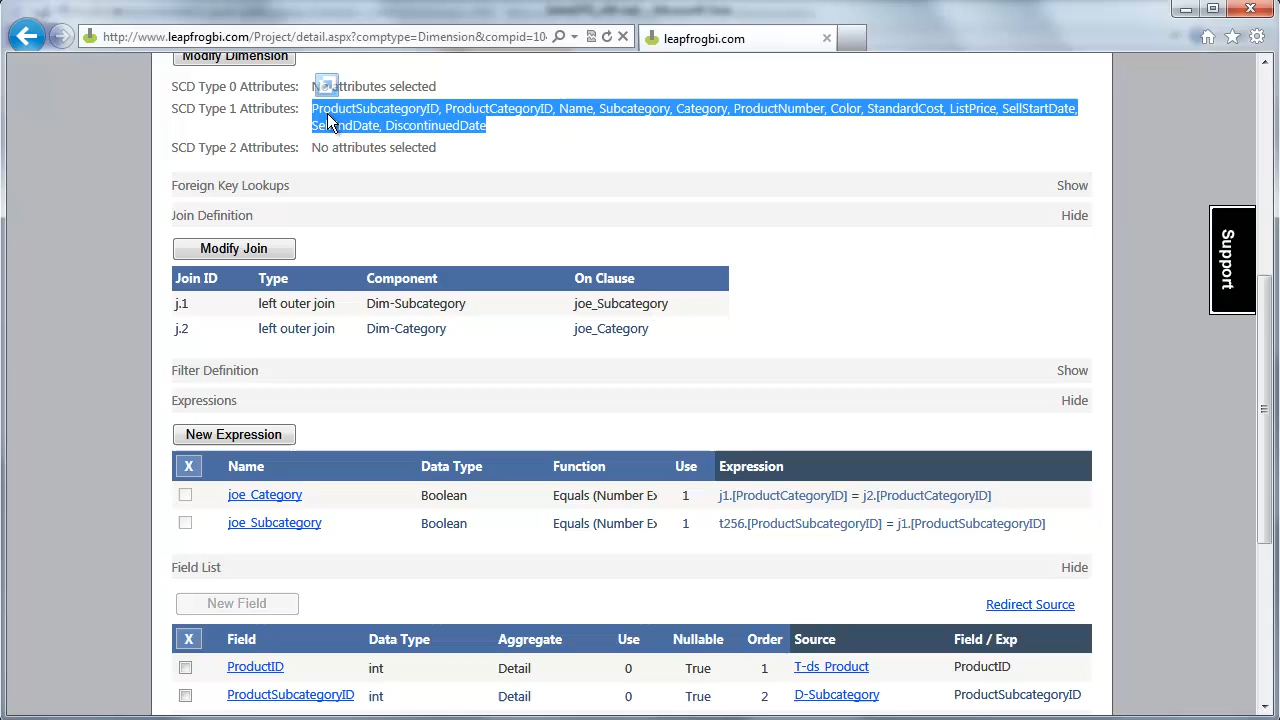 http://www.leapfrogbi.com/Project/detail.aspx?comptype=Dimension&compid=10
leapfrogbi.com
Modify Dimension
SCD Type 0 Attributes: No attributes selected
SCD Type 1 Attributes: ProductSubcategoryID, ProductCategoryID, Name, Subcategory, Category, ProductNumber, Color, StandardCost, ListPrice, SellStartDate,
SellEndDate, DiscontinuedDate
SCD Type 2 Attributes: No attributes selected
Foreign Key Lookups Show
Join Definition Hide
Modify Join
Join ID Type Component On Clause
j.1 left outer join Dim-Subcategory joe_Subcategory
j.2 left outer join Dim-Category joe_Category
Filter Definition Show
Expressions Hide
New Expression
X Name Data Type Function Use Expression
joe_Category Boolean Equals (Number Ex 1 j1.[ProductCategoryID] = j2.[ProductCategoryID]
joe_Subcategory Boolean Equals (Number Ex 1 t256.[ProductSubcategoryID] = j1.[ProductSubcategoryID]
Field List Hide
New Field Redirect Source
X Field Data Type Aggregate Use Nullable Order Source Field / Exp
ProductID int Detail 0 True 1 T-ds_Product ProductID
ProductSubcategoryID int Detail 0 True 2 D-Subcategory ProductSubcategoryID
Support